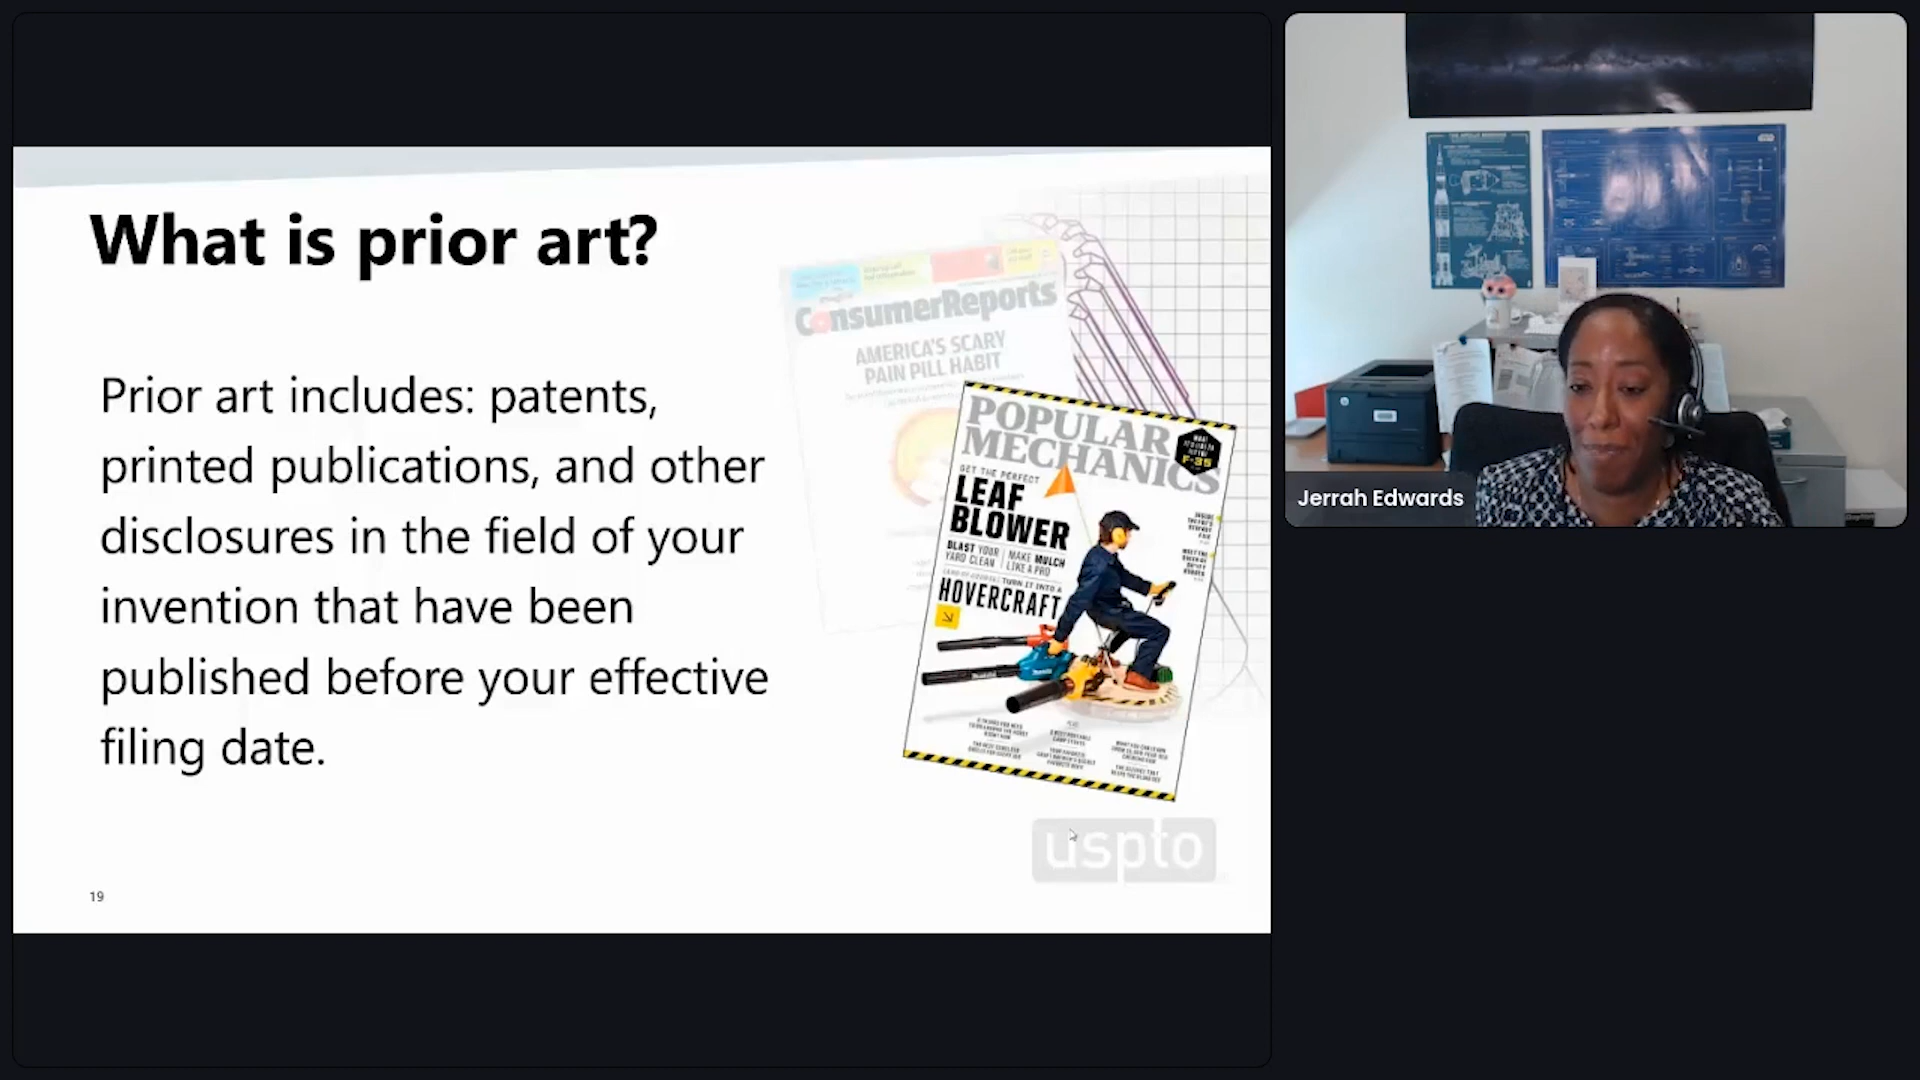 What is prior art?
Prior art includes: patents,
printed publications, and other
disclosures in the field of your
invention that have been
published before your effective
filing date.
ConsumerReports
AMERICA'S SCARY
PAIN PILL HABIT
POPULAR
MECHANICS
GET THE PERFECT
LEAF
BLOWER
BLAST YOUR
YARD CLEAN
MAKE MULCH
LIKE A PRO
TURN IT INTO A
HOVERCRAFT
F-35
uspto
19
Jerrah Edwards